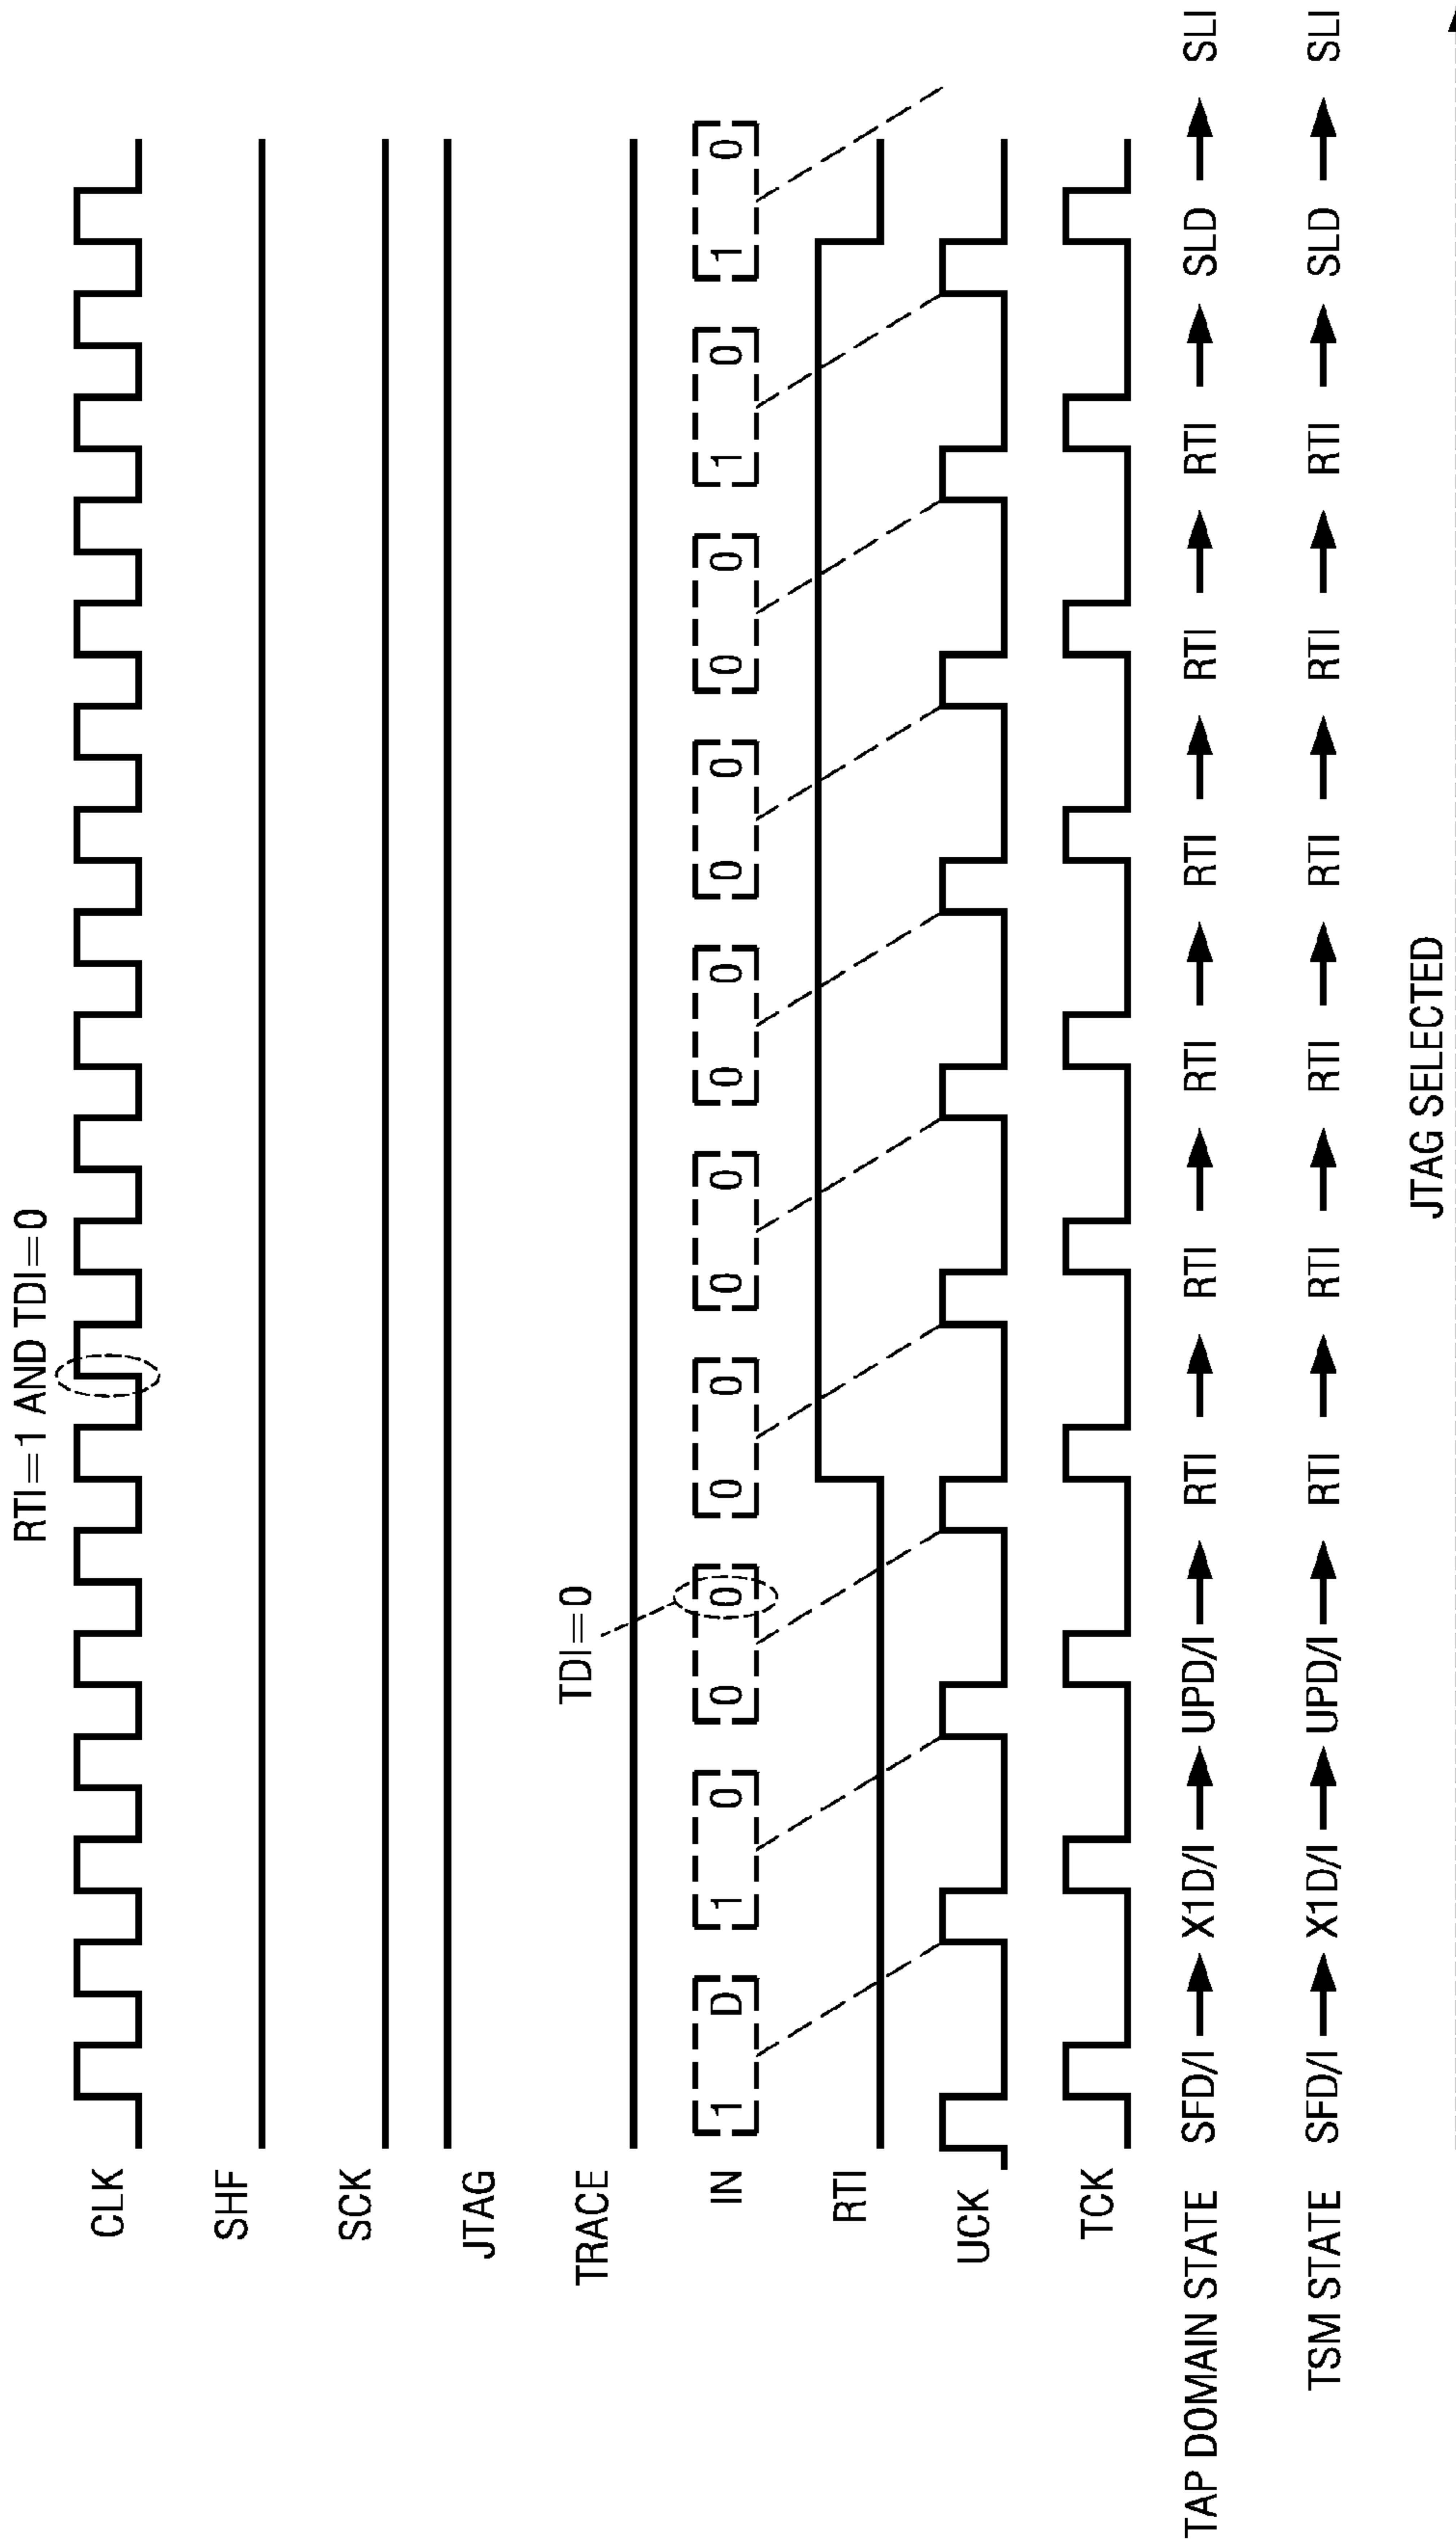 RTI=1 AND TDI=0
CLK
SHF
SCK
JTAG
TDI=0
TRACE
IN 1 D 1 0 0 0 0 0 0 0 0 0 0 0 0 0 1 0 1 0
RTI
UCK
TCK
TAP DOMAIN STATE SFD/I → X1D/I → UPD/I → RTI → RTI → RTI → RTI → RTI → RTI → SLD → SLI
TSM STATE SFD/I → X1D/I → UPD/I → RTI → RTI → RTI → RTI → RTI → RTI → SLD → SLI
JTAG SELECTED